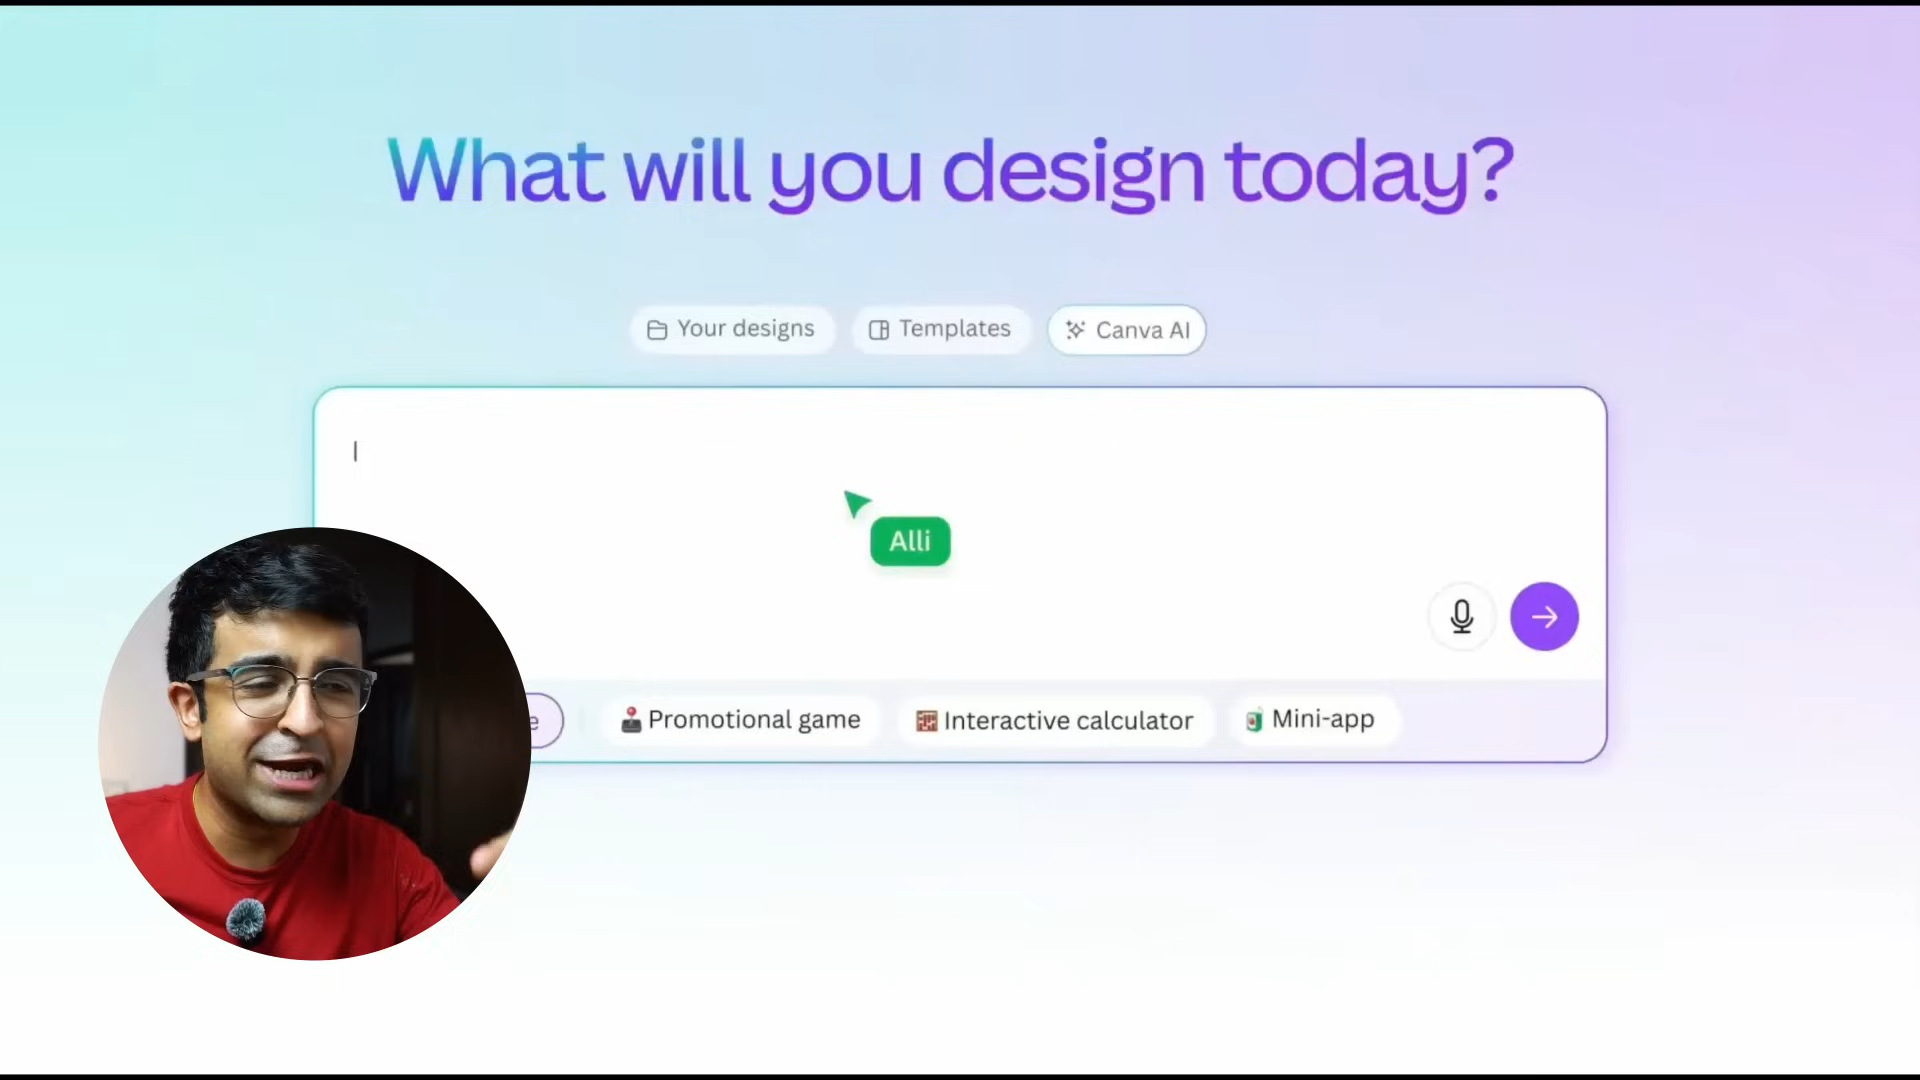 What will you design today?
Your designs
Templates
Canva AI
Alli
Promotional game
Interactive calculator
Mini-app